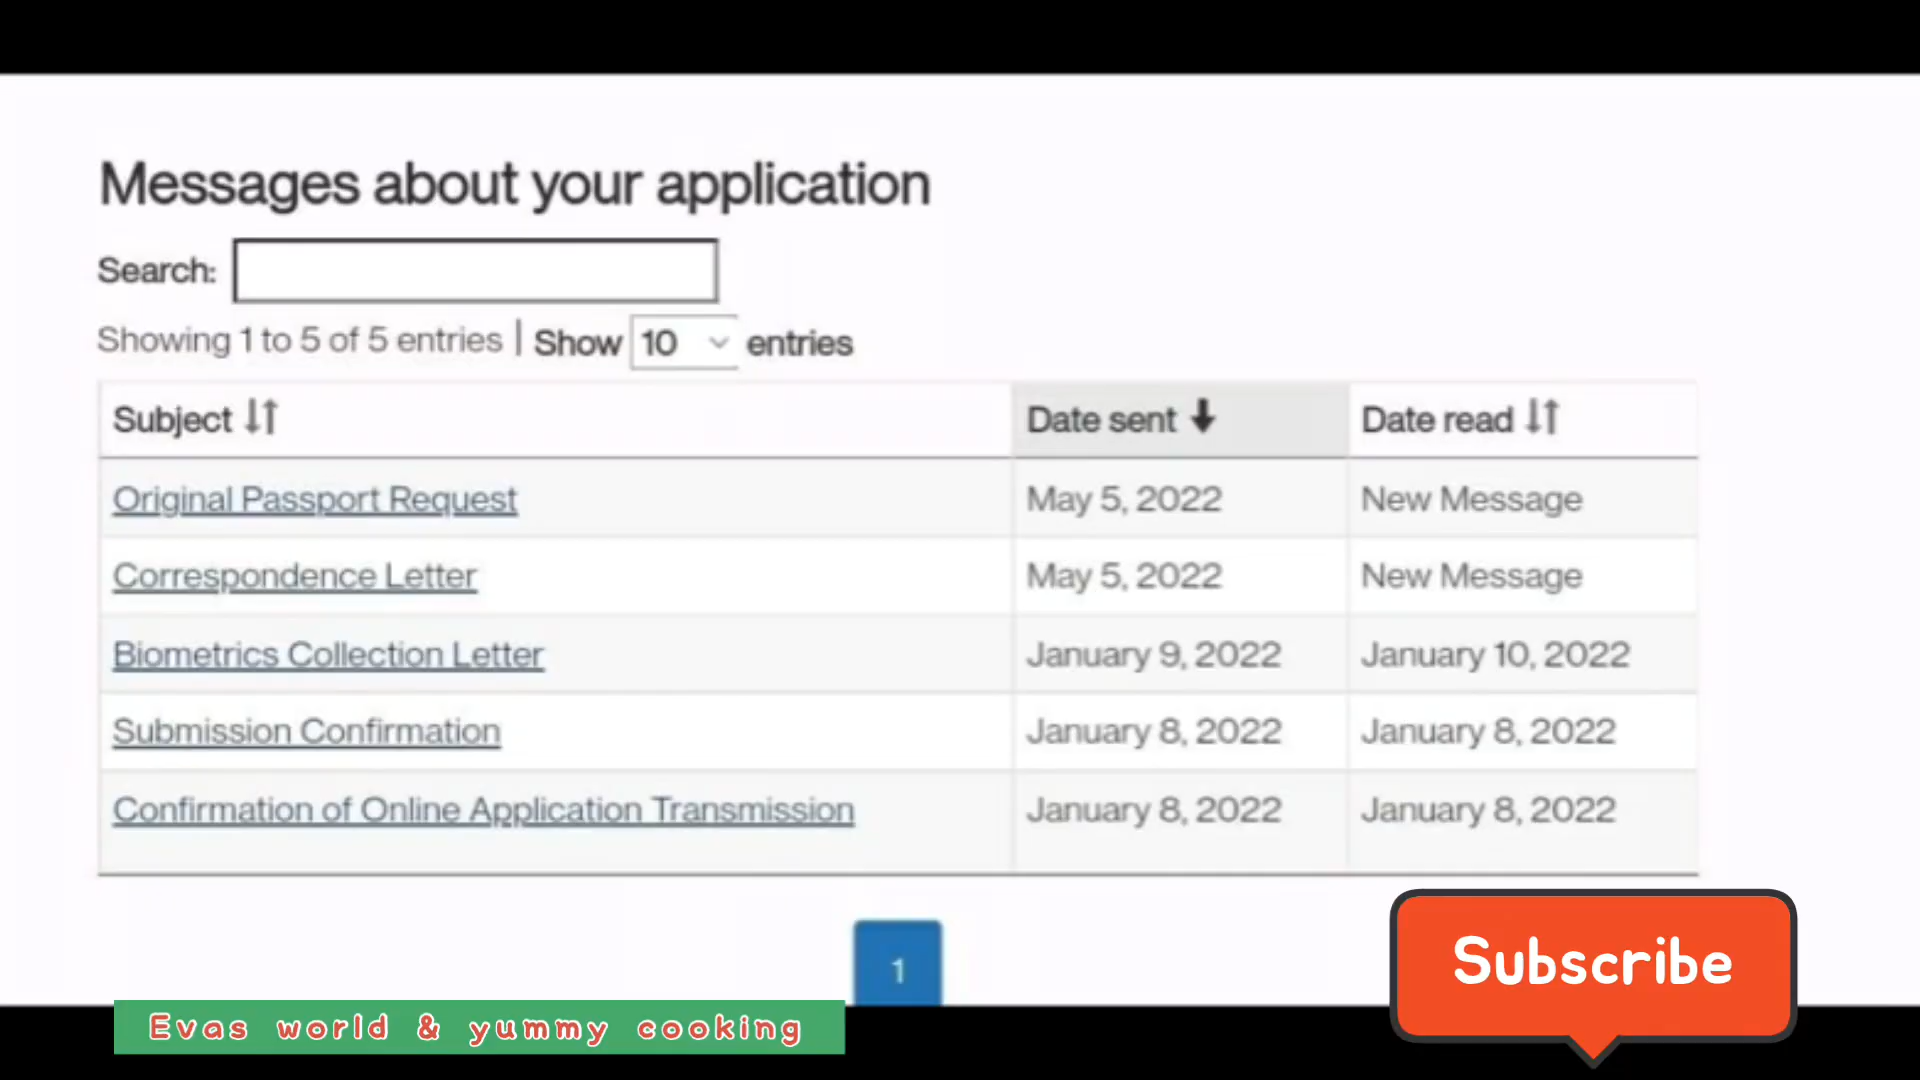 Messages about your application
Search:
Showing 1 to 5 of 5 entries | Show 10 entries
Subject Date sent Date read
Original Passport Request May 5, 2022 New Message
Correspondence Letter May 5, 2022 New Message
Biometrics Collection Letter January 9, 2022 January 10, 2022
Submission Confirmation January 8, 2022 January 8, 2022
Confirmation of Online Application Transmission January 8, 2022 January 8, 2022
1
Subscribe
Evas world & yummy cooking